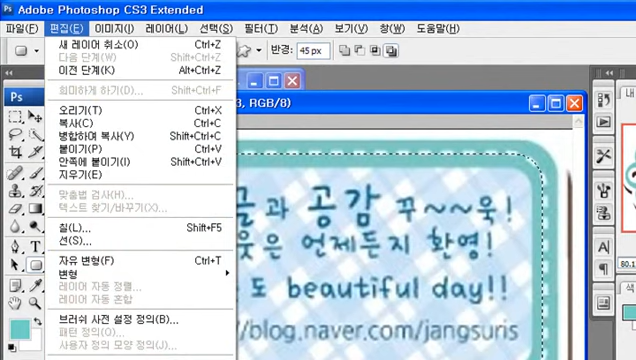 Adobe Photoshop CS3 Extended
파일(F) 편집(E) 이미지(I) 레이어(L) 선택(S) 필터(T) 분석(A) 보기(V) 창(W) 도움말(H)
반경: 45 px
새 레이어 취소(O) Ctrl+Z
다음 단계(W) Shift+Ctrl+Z
이전 단계(K) Alt+Ctrl+Z
희미하게 하기(D)... Shift+Ctrl+F
3, RGB/8)
Ps
오리기(T) Ctrl+X
복사(C) Ctrl+C
병합하여 복사(Y) Shift+Ctrl+C
붙이기(P) Ctrl+V
안쪽에 붙이기(I) Shift+Ctrl+V
지우기(E)
맞춤법 검사(H)...
텍스트 찾기/바꾸기(X)...
칠(L)... Shift+F5
선(S)...
자유 변형(F) Ctrl+T
변형
레이어 자동 정렬...
레이어 자동 혼합
브러쉬 사전 설정 정의(B)...
패턴 정의(O)...
사용자 정의 모양 정의(J)...
글과 공감 꾸~~욱!
웃은 언제든지 환영!
도 beautiful day!!
//blog.naver.com/jangsuris
내
80.1
색